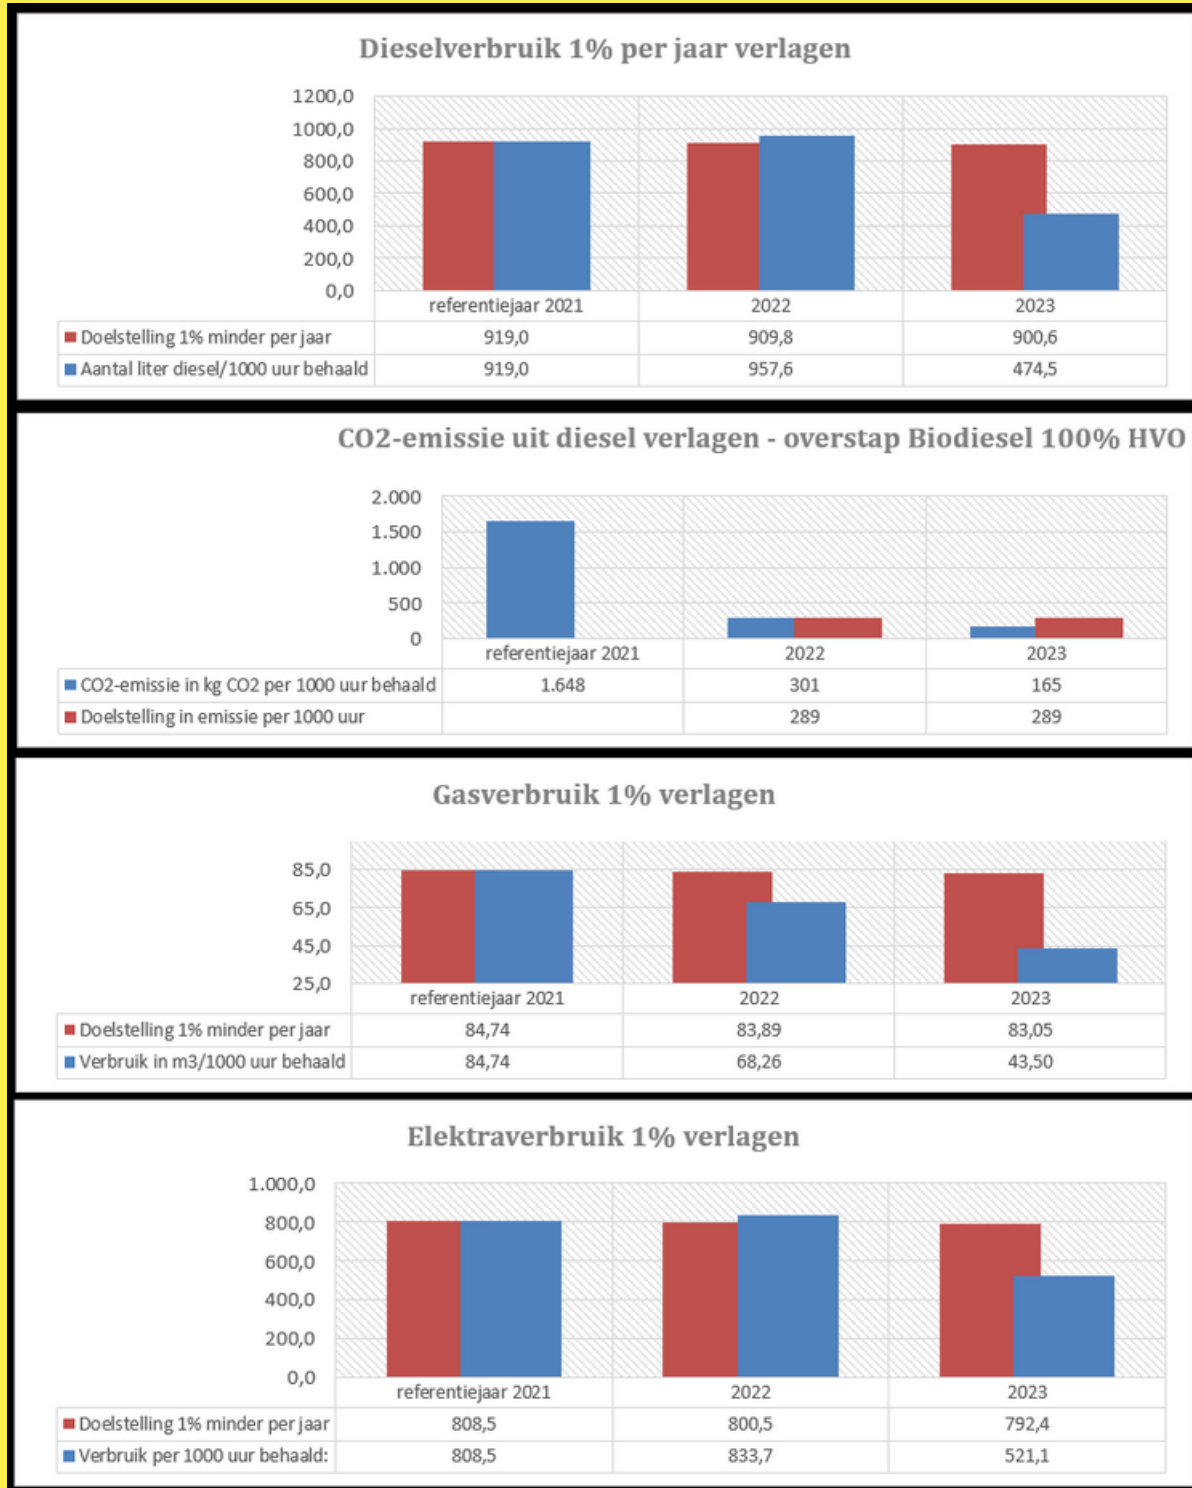 Dieselverbruik 1% per jaar verlagen
1200,0
1000,0
800,0
600,0
400,0
200,0
0,0
referentiejaar 2021 2022 2023
Doelstelling 1% minder per jaar 919,0 909,8 900,6
Aantal liter diesel/1000 uur behaald 919,0 957,6 474,5
CO2-emissie uit diesel verlagen - overstap Biodiesel 100% HVO
2.000
1.500
1.000
500
0
referentiejaar 2021 2022 2023
CO2-emissie in kg CO2 per 1000 uur behaald 1.648 301 165
Doelstelling in emissie per 1000 uur 289 289
Gasverbruik 1% verlagen
85,0
65,0
45,0
25,0
referentiejaar 2021 2022 2023
Doelstelling 1% minder per jaar 84,74 83,89 83,05
Verbruik in m3/1000 uur behaald 84,74 68,26 43,50
Elektraverbruik 1% verlagen
1.000,0
800,0
600,0
400,0
200,0
0,0
referentiejaar 2021 2022 2023
Doelstelling 1% minder per jaar 808,5 800,5 792,4
Verbruik per 1000 uur behaald: 808,5 833,7 521,1